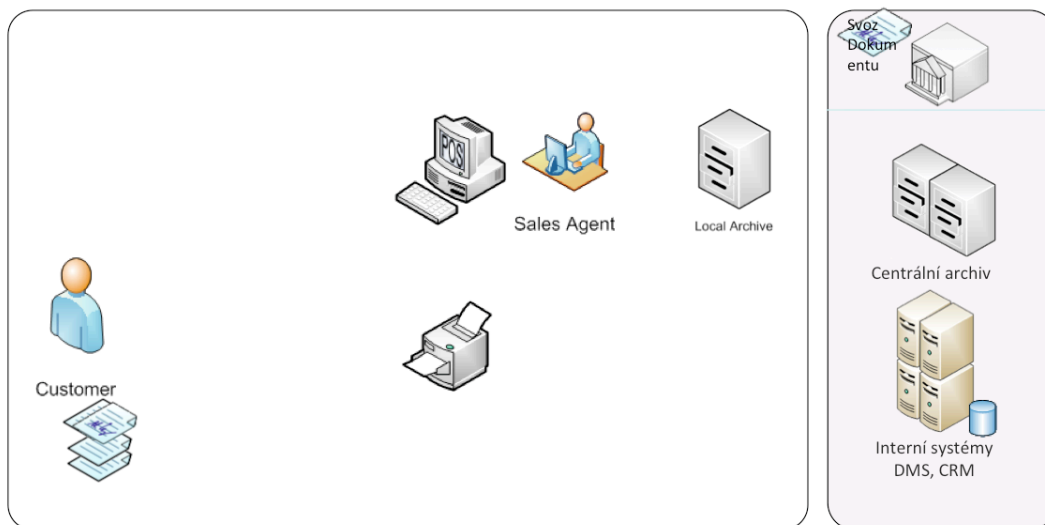 Svoz
Dokum
entu
POS
Sales Agent
Local Archive
Centrální archiv
Customer
Interní systémy
DMS, CRM